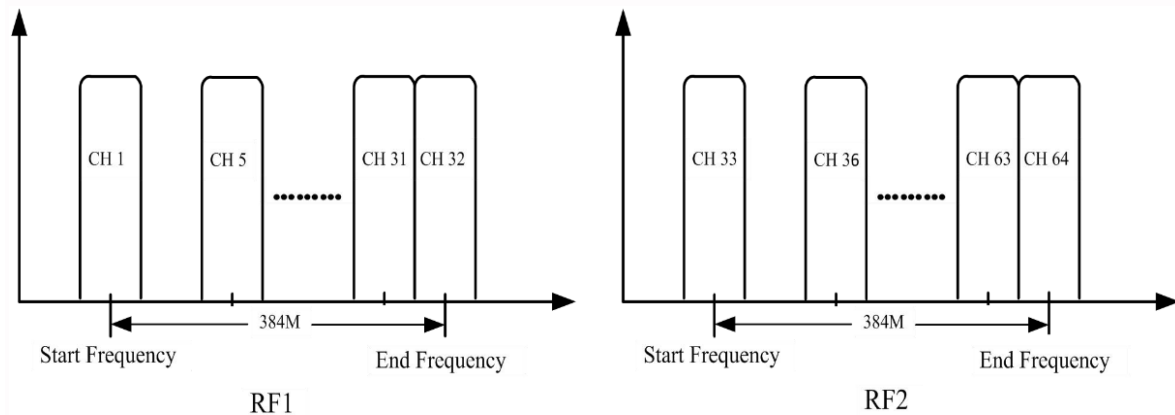 CH 1
CH 5
CH 31
CH 32
384M
Start Frequency
End Frequency
RF1
CH 33
CH 36
CH 63
CH 64
384M
Start Frequency
End Frequency
RF2